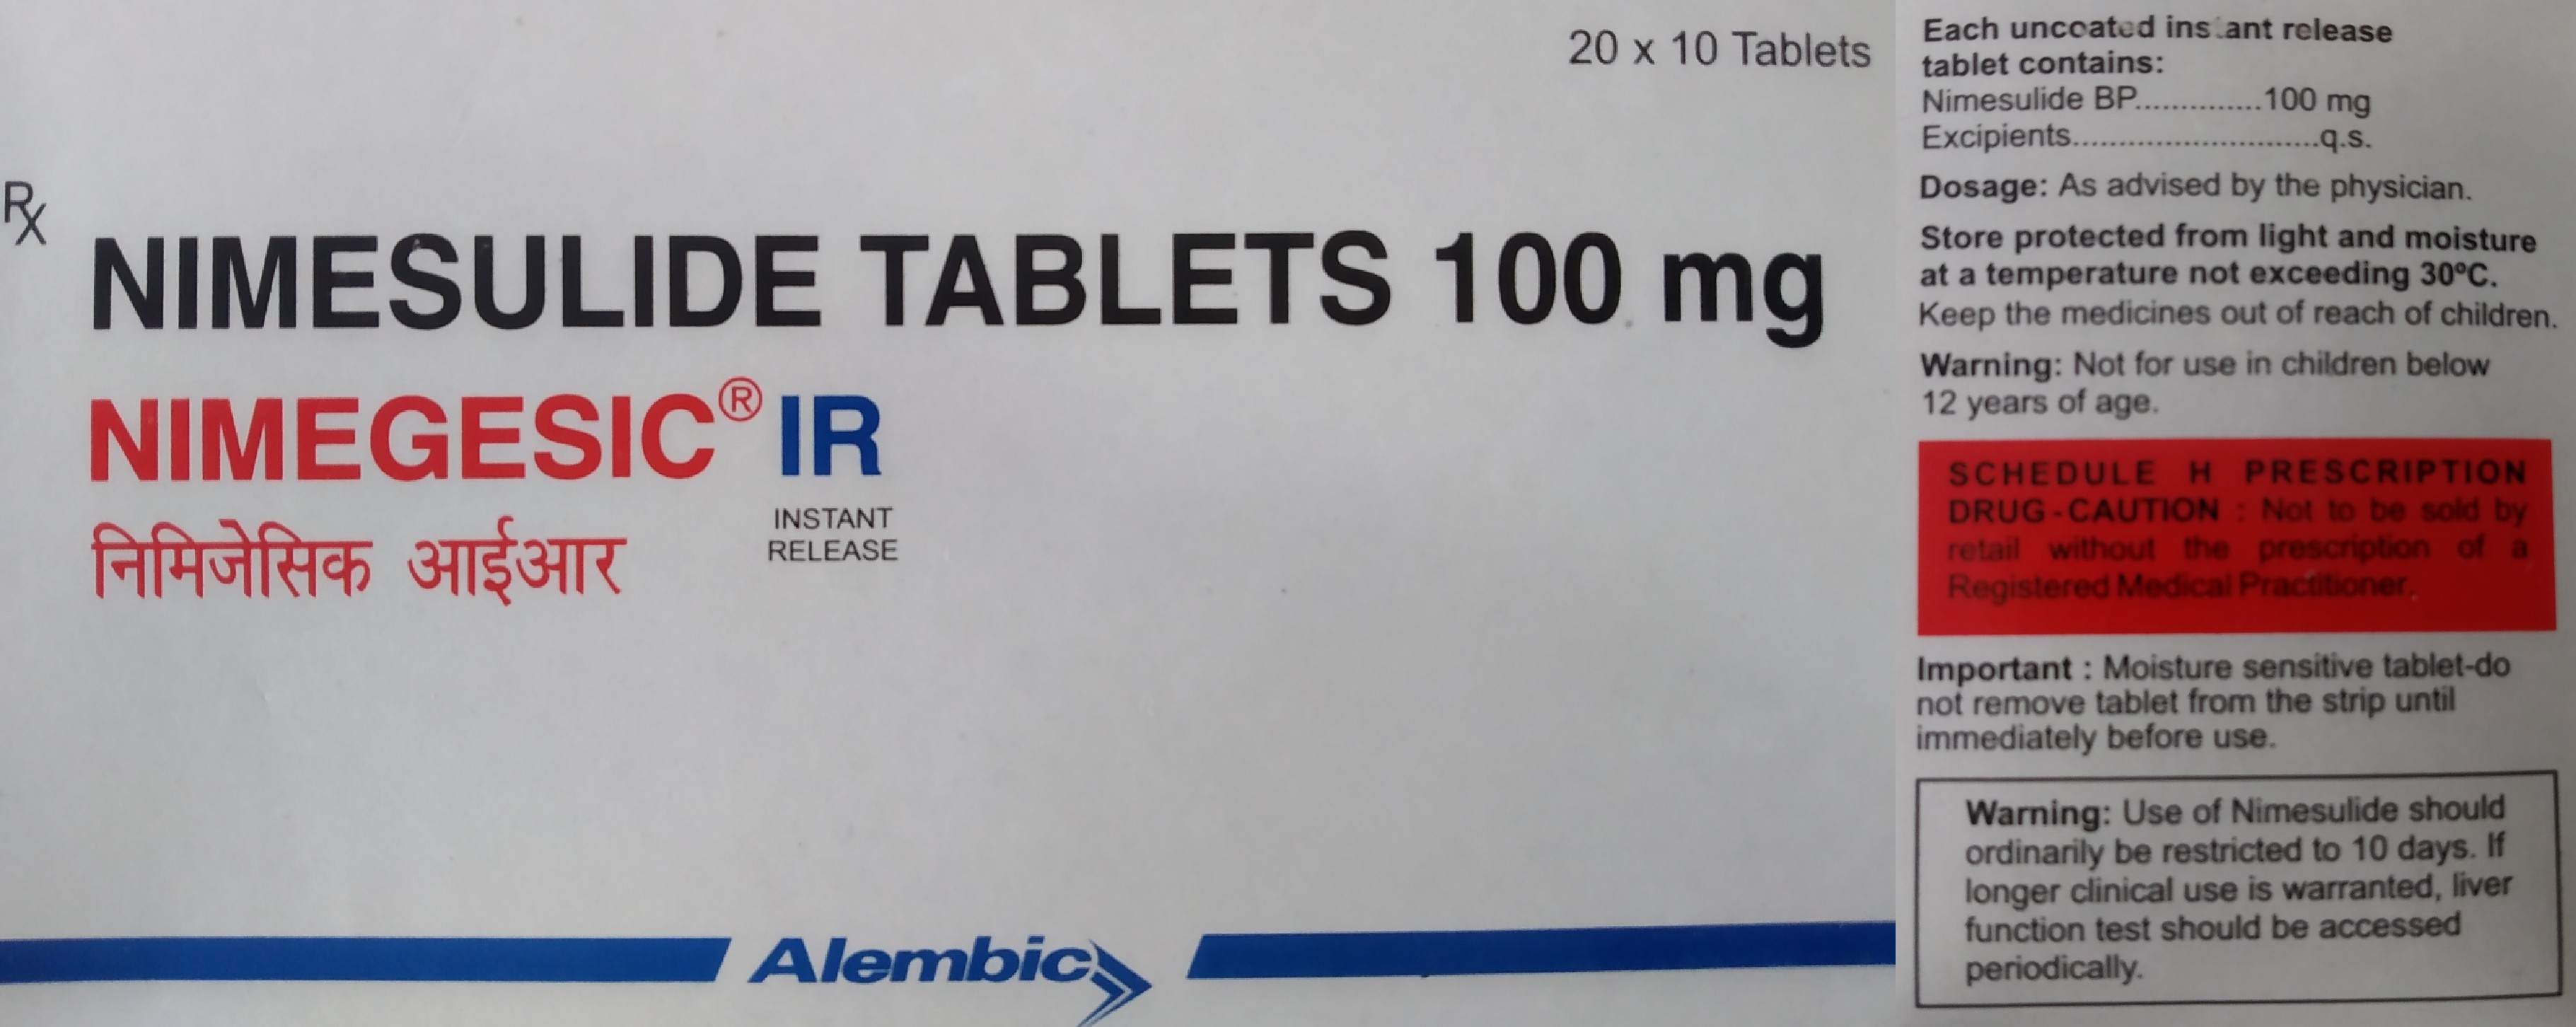 20 x 10 Tablets
Rx
NIMESULIDE TABLETS 100 mg
NIMEGESIC® IR
INSTANT
RELEASE
निमिजेसिक आईआर
Alembic
Each uncoated instant release
tablet contains:
Nimesulide BP..............100 mg
Excipients...........................q.s.
Dosage: As advised by the physician.
Store protected from light and moisture
at a temperature not exceeding 30ºC.
Keep the medicines out of reach of children.
Warning: Not for use in children below
12 years of age.
SCHEDULE H PRESCRIPTION
DRUG-CAUTION : Not to be sold by
retail without the prescription of a
Registered Medical Practitioner.
Important : Moisture sensitive tablet-do
not remove tablet from the strip until
immediately before use.
Warning: Use of Nimesulide should
ordinarily be restricted to 10 days. If
longer clinical use is warranted, liver
function test should be accessed
periodically.